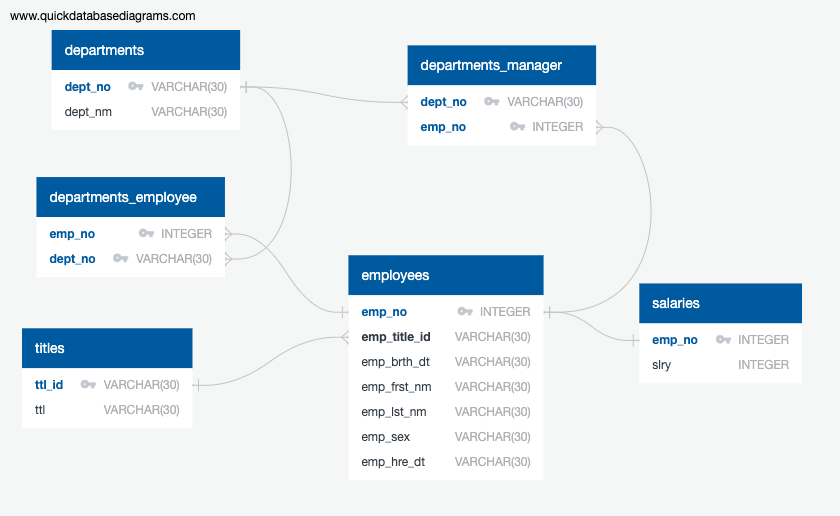 www.quickdatabasediagrams.com
departments
dept_no VARCHAR(30)
dept_nm VARCHAR(30)
departments_manager
dept_no VARCHAR(30)
emp_no INTEGER
departments_employee
emp_no INTEGER
dept_no VARCHAR(30)
employees
emp_no INTEGER
emp_title_id VARCHAR(30)
emp_brth_dt VARCHAR(30)
emp_frst_nm VARCHAR(30)
emp_lst_nm VARCHAR(30)
emp_sex VARCHAR(30)
emp_hre_dt VARCHAR(30)
salaries
emp_no INTEGER
slry INTEGER
titles
ttl_id VARCHAR(30)
ttl VARCHAR(30)